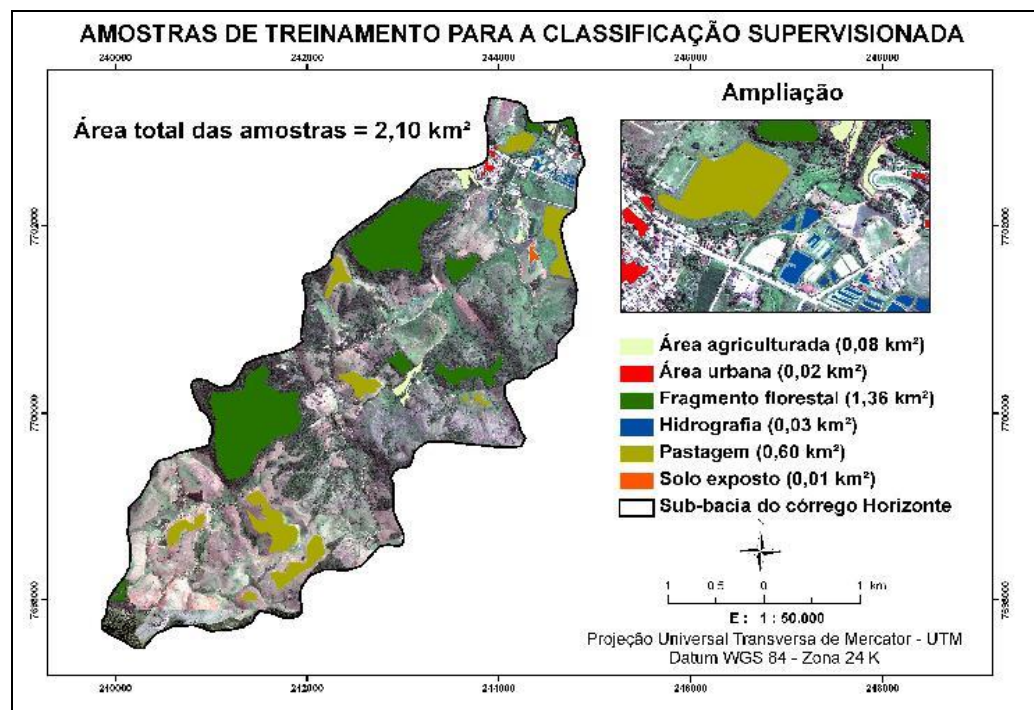 AMOSTRAS DE TREINAMENTO PARA A CLASSIFICAÇÃO SUPERVISIONADA
240000 242000 244000 246000 248000
Área total das amostras = 2,10 km²
Ampliação
7702000 7702000
Área agriculturada (0,08 km²)
Área urbana (0,02 km²)
Fragmento florestal (1,36 km²)
Hidrografia (0,03 km²)
Pastagem (0,60 km²)
Solo exposto (0,01 km²)
Sub-bacia do córrego Horizonte
7700000 7700000
1 0.5 0 1 km
E : 1 : 50.000
Projeção Universal Transversa de Mercator - UTM
Datum WGS 84 - Zona 24 K
7698000 7698000
240000 242000 244000 246000 248000